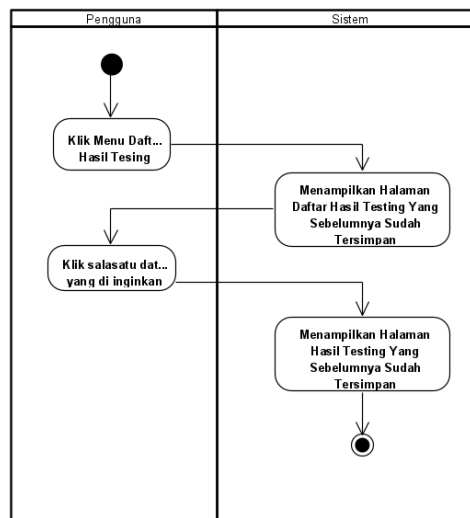 Pengguna
Sistem
Klik Menu Daft...
Hasil Tesing
Menampilkan Halaman
Daftar Hasil Testing Yang
Sebelumnya Sudah
Tersimpan
Klik salasatu dat...
yang di inginkan
Menampilkan Halaman
Hasil Testing Yang
Sebelumnya Sudah
Tersimpan